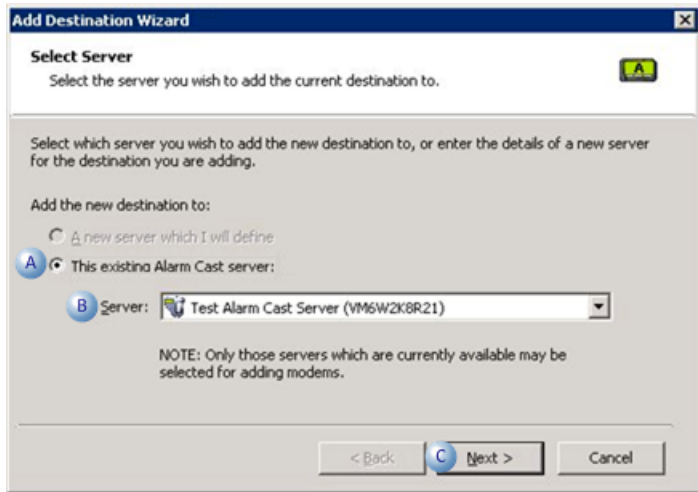 Add Destination Wizard
Select Server
Select the server you wish to add the current destination to.
A
Select which server you wish to add the new destination to, or enter the details of a new server
for the destination you are adding.
Add the new destination to:
A new server which I will define
A This existing Alarm Cast server:
B Server: Test Alarm Cast Server (VM6W2K8R21)
NOTE: Only those servers which are currently available may be
selected for adding modems.
< Back C Next > Cancel